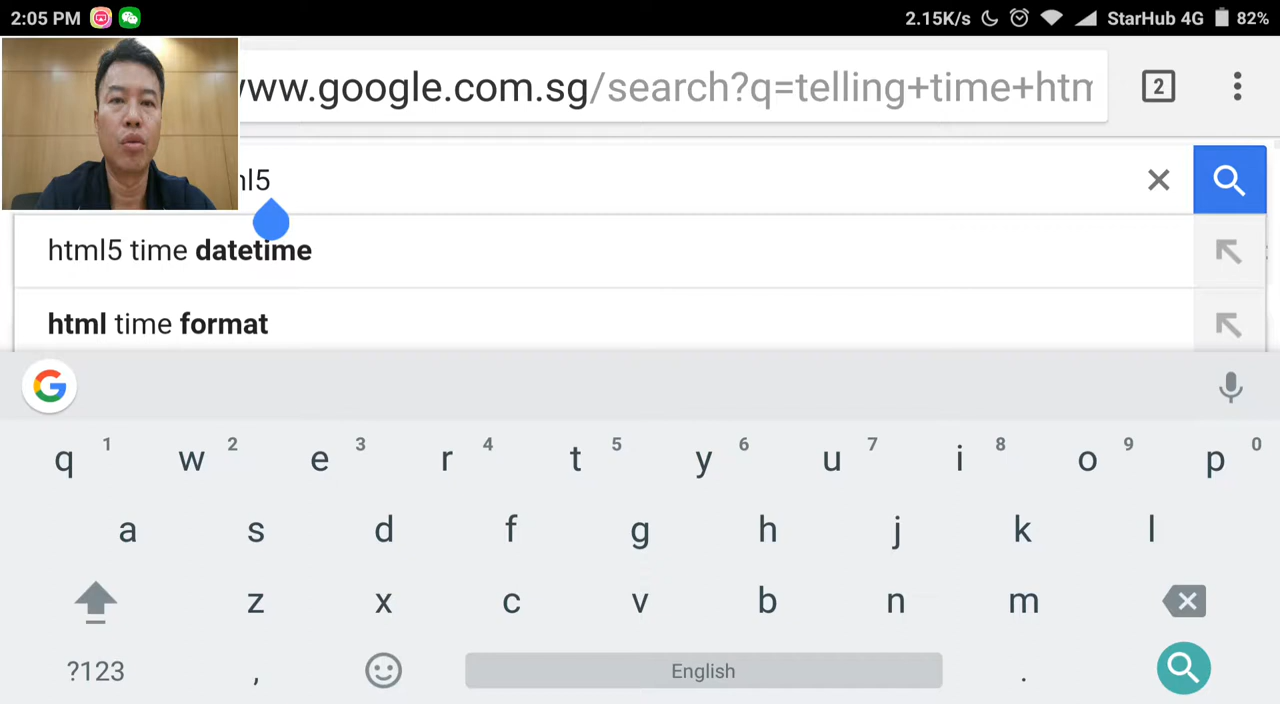 2:05 PM 2.15K/s StarHub 4G 82%
www.google.com.sg/search?q=telling+time+htm
2
ml5
html5 time datetime
html time format
G
q 1 w 2 e 3 r 4 t 5 y 6 u 7 i 8 o 9 p 0
a s d f g h j k l
z x c v b n m
?123 , English .